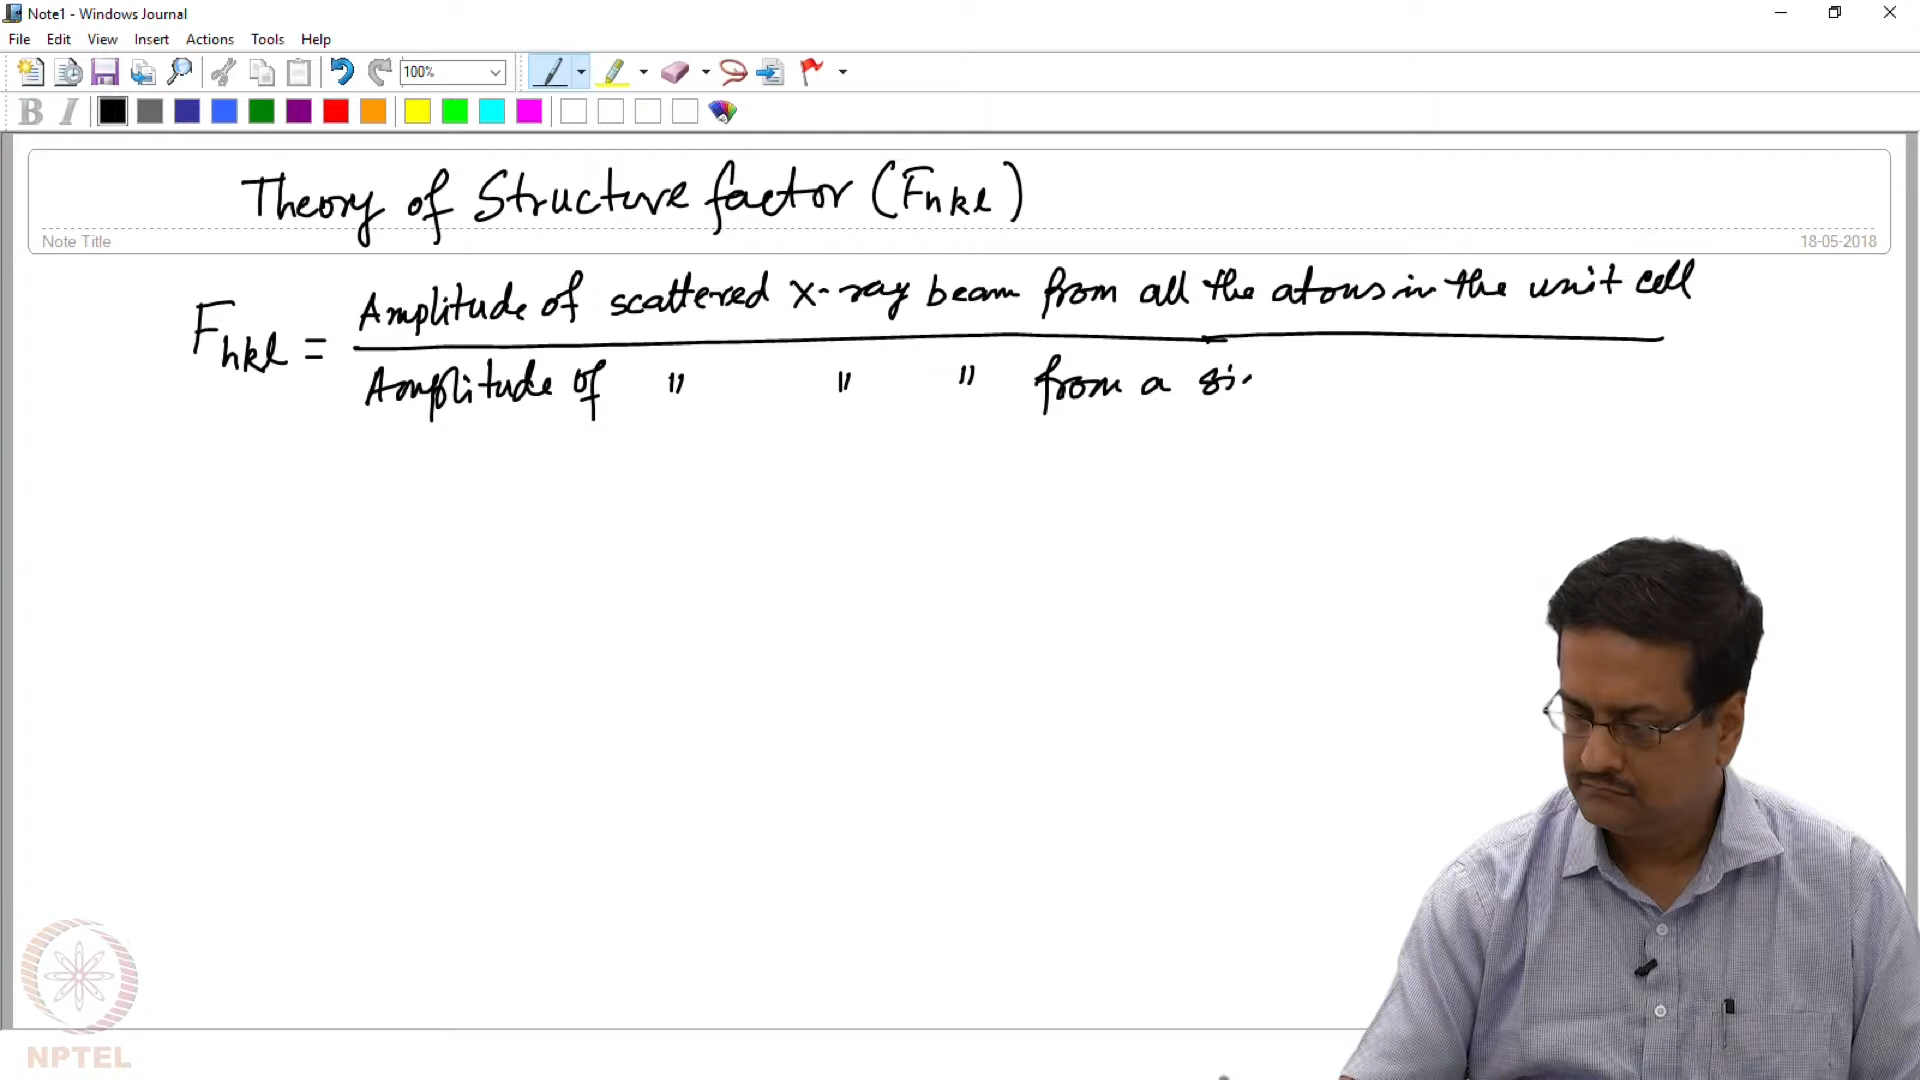 Note1 - Windows Journal
File Edit View Insert Actions Tools Help
100%
B I
Theory of Structure factor (Fhkl)
Note Title
18-05-2018
Amplitude of scattered x-ray beam from all the atoms in the unit cell
Fhkl =
Amplitude of " " " from a si
NPTEL